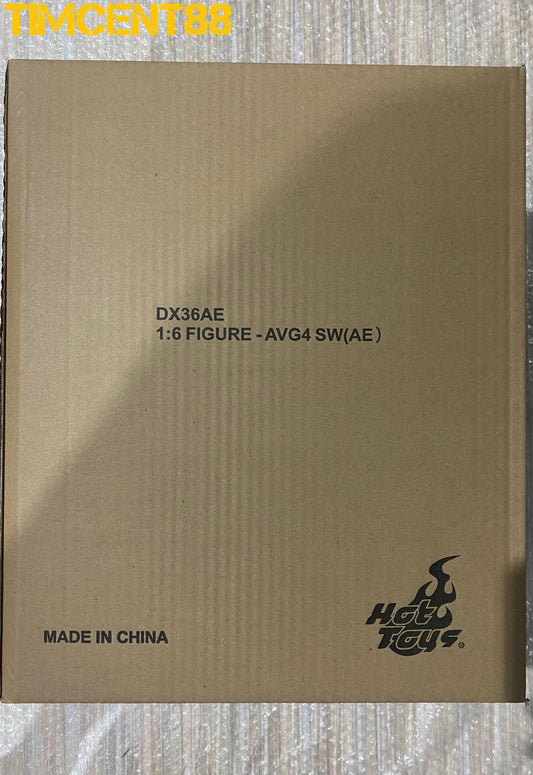 TIMCENT88
DX36AE
1:6 FIGURE - AVG4 SW(AE)
Hot
Toys®
MADE IN CHINA